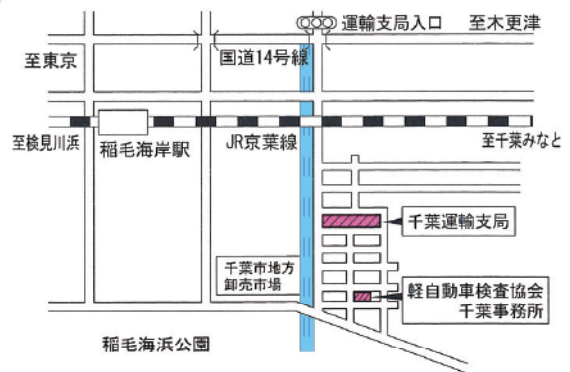 運輸支局入口
至木更津
至東京
国道14号線
至検見川浜
稲毛海岸駅
JR京葉線
至千葉みなと
千葉運輸支局
千葉市地方
卸売市場
軽自動車検査協会
千葉事務所
稲毛海浜公園